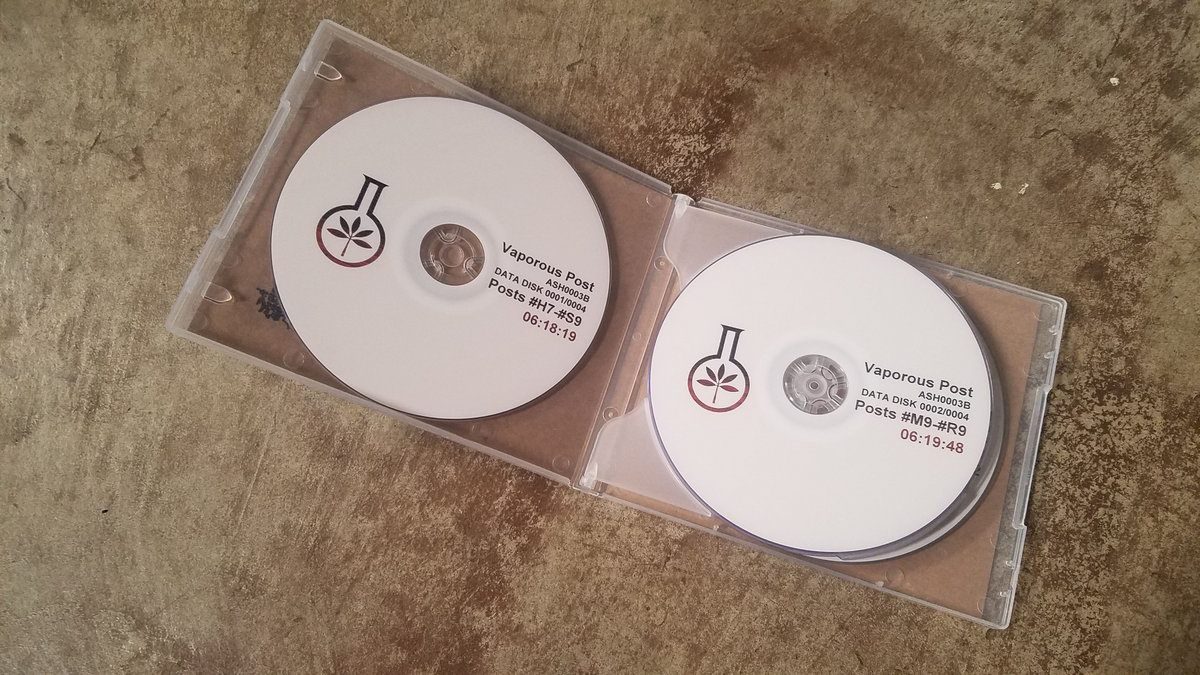 Vaporous Post
ASH0003B
DATA DISK 0001/0004
Posts #H7-#S9
06:18:19
Vaporous Post
ASH0003B
DATA DISK 0002/0004
Posts #M9-#R9
06:19:48